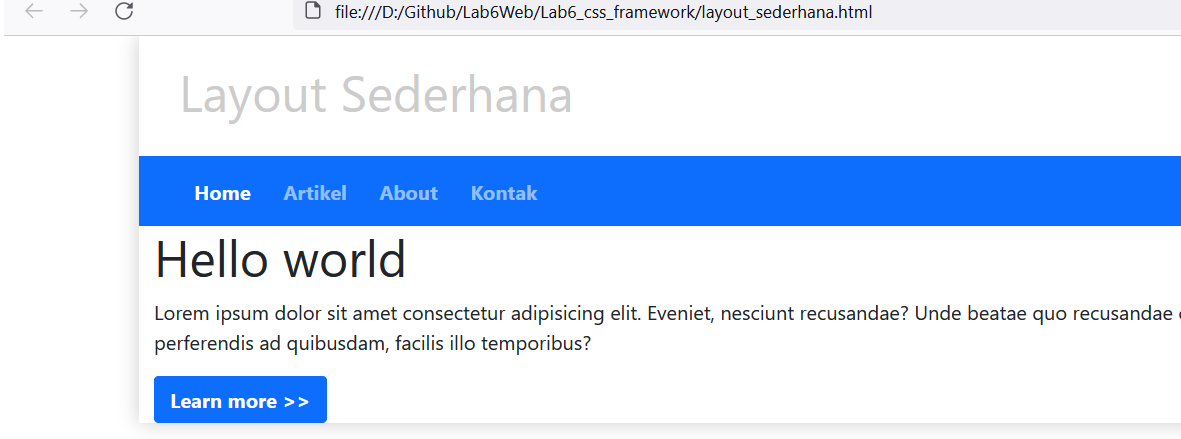 file:///D:/Github/Lab6Web/Lab6_css_framework/layout_sederhana.html
Layout Sederhana
Home Artikel About Kontak
Hello world
Lorem ipsum dolor sit amet consectetur adipisicing elit. Eveniet, nesciunt recusandae? Unde beatae quo recusandae
perferendis ad quibusdam, facilis illo temporibus?
Learn more >>